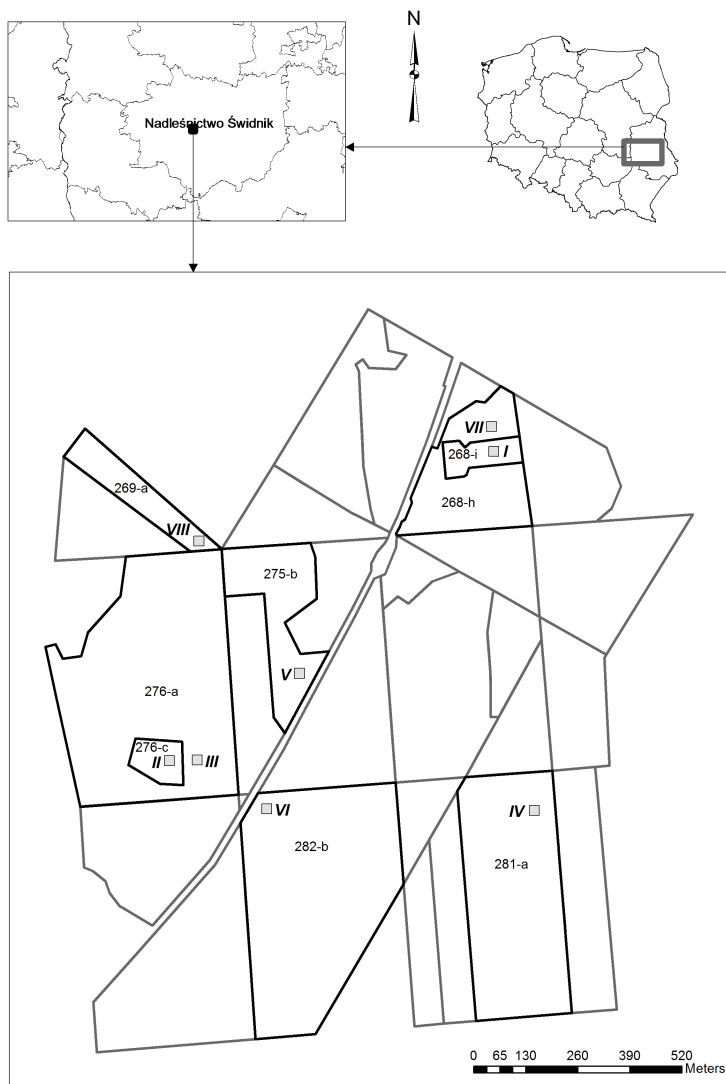 N
Nadleśnictwo Świdnik
VII
268-i
I
269-a
268-h
VIII
275-b
V
276-a
276-c
II
III
VI
IV
282-b
281-a
0 65 130 260 390 520
Meters